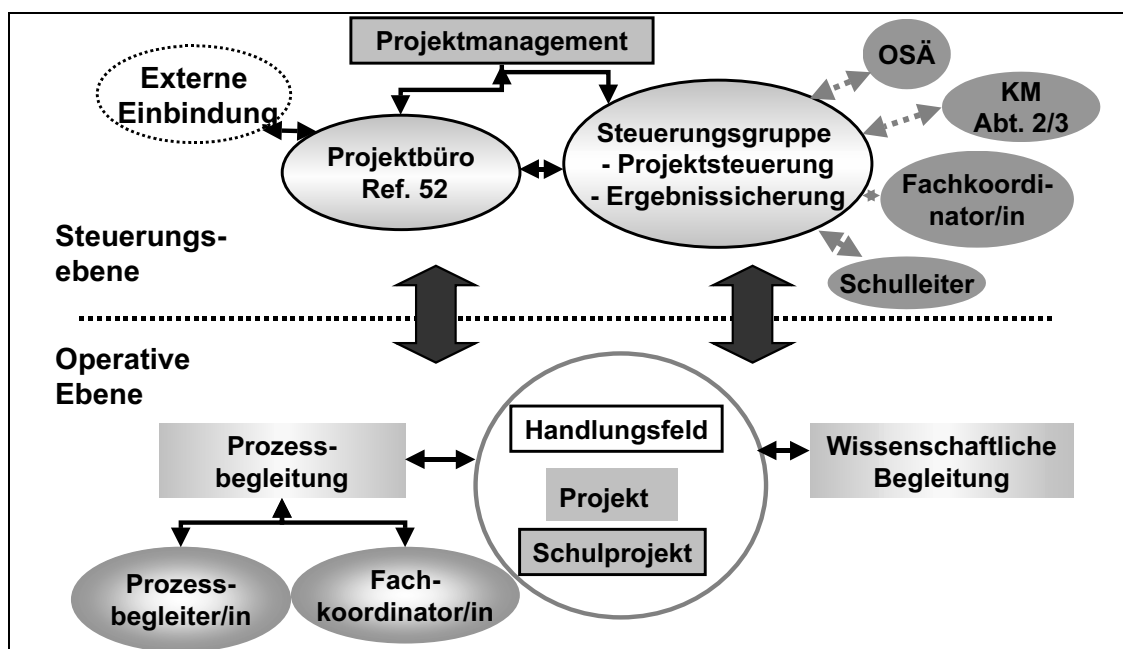 Projektmanagement
Externe
Einbindung
Projektbüro
Ref. 52
Steuerungsgruppe
- Projektsteuerung
- Ergebnissicherung
OSÄ
KM
Abt. 2/3
Fachkoordi-
nator/in
Schulleiter
Steuerungs-
ebene
Operative
Ebene
Prozess-
begleitung
Handlungsfeld
Projekt
Schulprojekt
Wissenschaftliche
Begleitung
Prozess-
begleiter/in
Fach-
koordinator/in